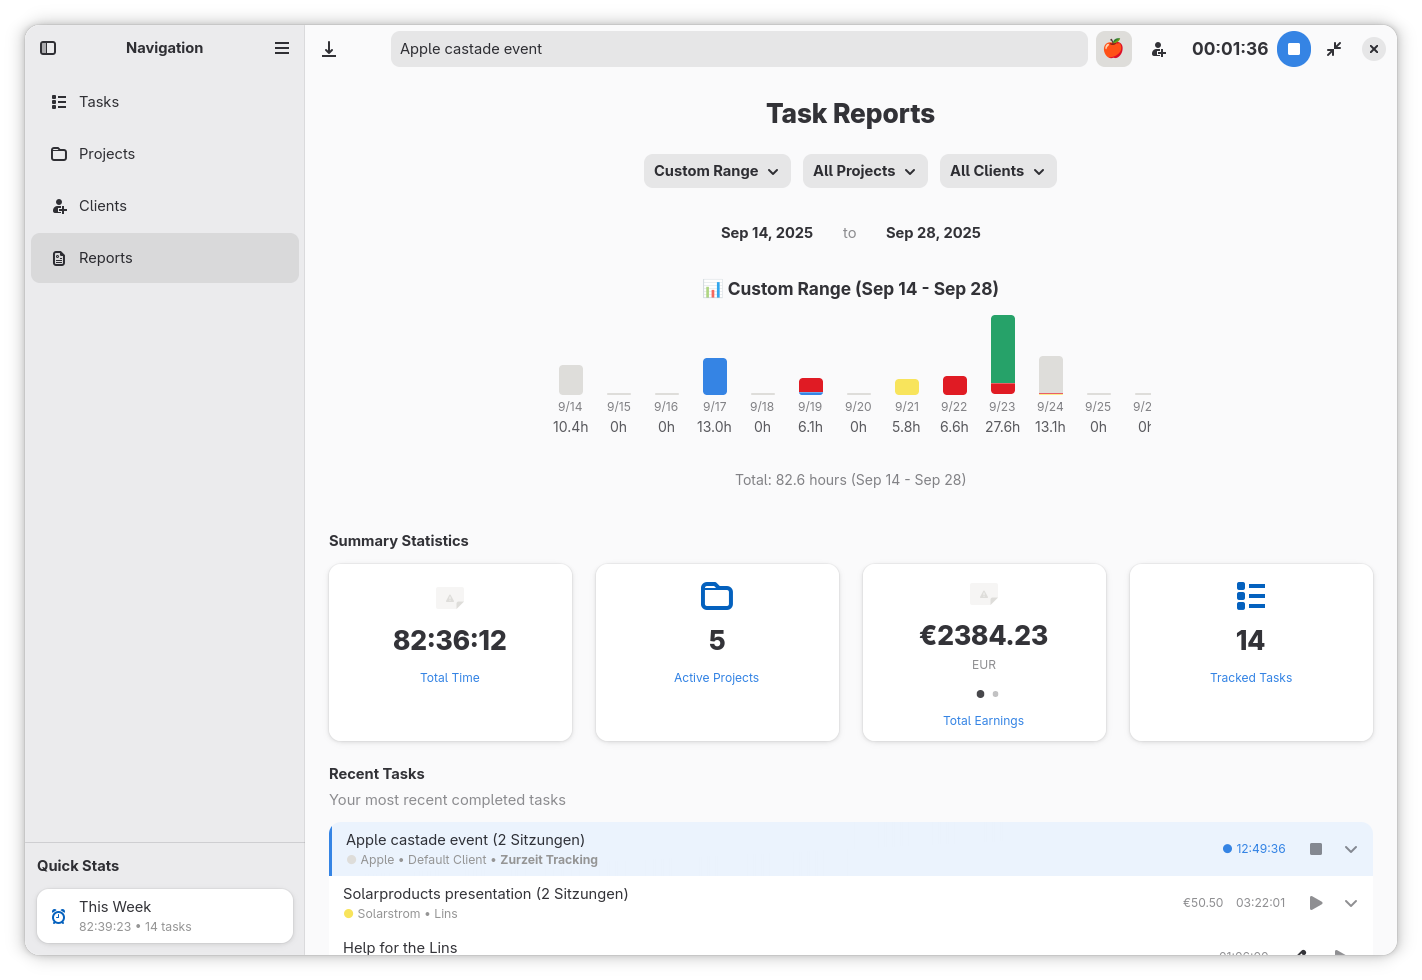 Navigation
Apple castade event
00:01:36
Tasks
Projects
Clients
Reports
Task Reports
Custom Range
All Projects
All Clients
Sep 14, 2025 to Sep 28, 2025
Custom Range (Sep 14 - Sep 28)
9/14 9/15 9/16 9/17 9/18 9/19 9/20 9/21 9/22 9/23 9/24 9/25 9/2
10.4h 0h 0h 13.0h 0h 6.1h 0h 5.8h 6.6h 27.6h 13.1h 0h
Total: 82.6 hours (Sep 14 - Sep 28)
Summary Statistics
82:36:12
Total Time
5
Active Projects
€2384.23
EUR
Total Earnings
14
Tracked Tasks
Recent Tasks
Your most recent completed tasks
Apple castade event (2 Sitzungen)
Apple • Default Client • Zurzeit Tracking
12:49:36
Solarproducts presentation (2 Sitzungen)
Solarstrom • Lins
€50.50 03:22:01
Help for the Lins
Quick Stats
This Week
82:39:23 • 14 tasks